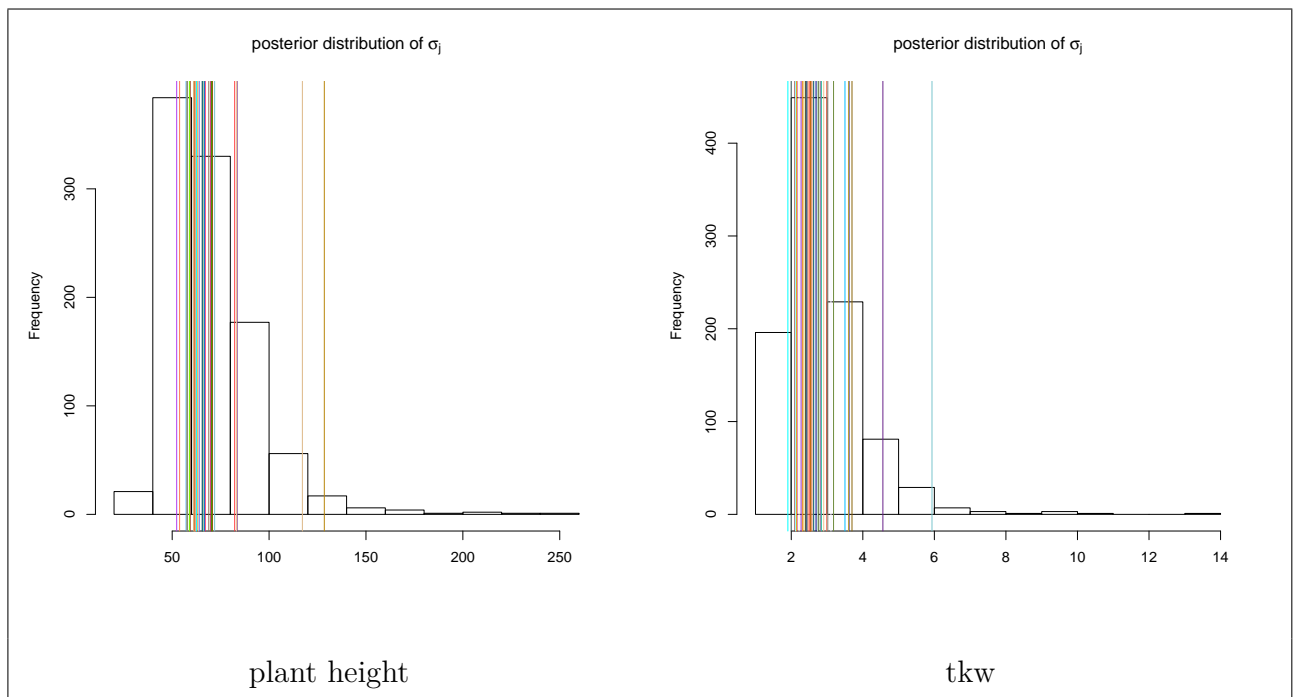 posterior distribution of σj
Frequency
300
200
100
0
50 100 150 200 250
plant height
posterior distribution of σj
Frequency
400
300
200
100
0
2 4 6 8 10 12 14
tkw